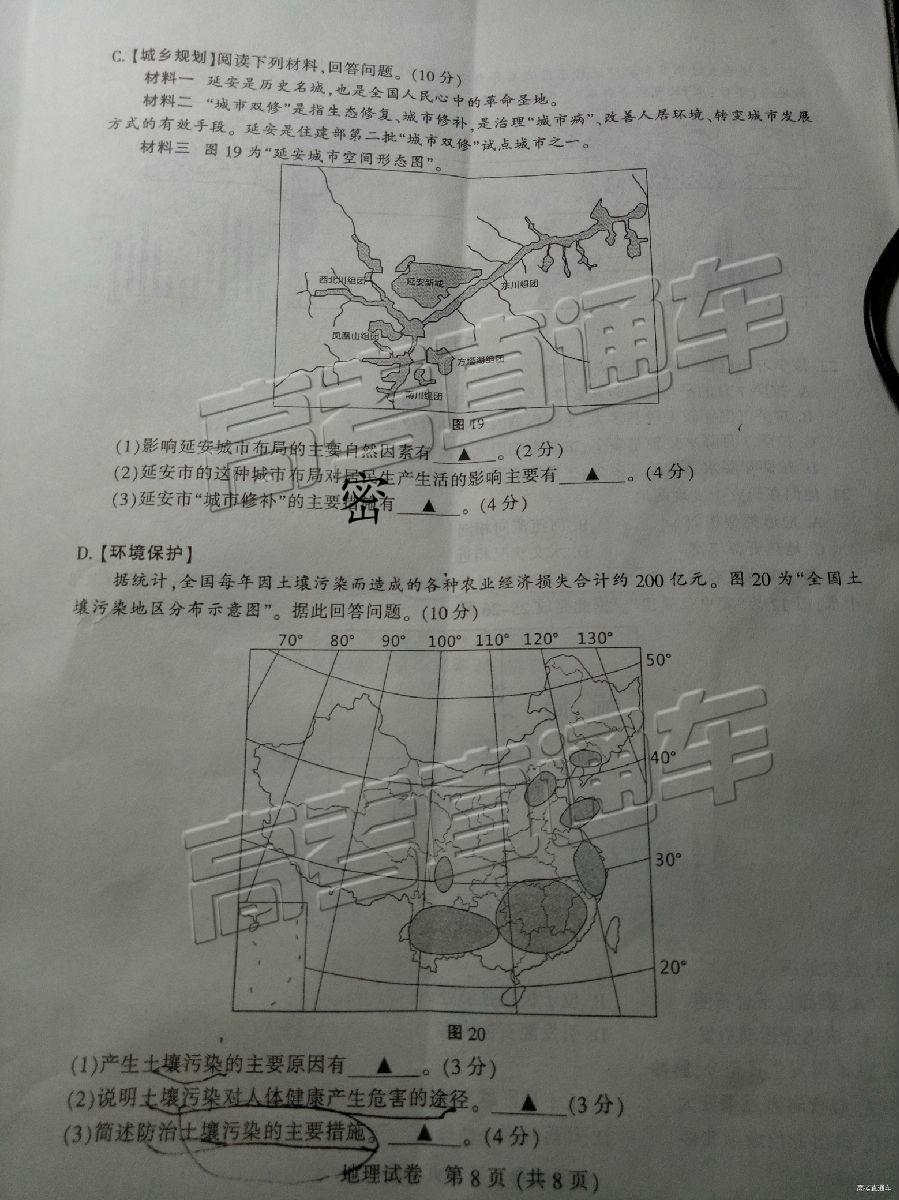 C.【城乡规划】阅读下列材料,回答问题。(10分)
材料一 延安是历史名城,也是全国人民心中的革命圣地。
材料二 “城市双修”是指生态修复、城市修补,是治理“城市病”、改善人居环境、转变城市发展
方式的有效手段。延安是住建部第二批“城市双修”试点城市之一。
材料三 图19为“延安城市空间形态图”。
西北川组团
延安新城
东川组团
凤凰山组团
方塔湖组团
南川组团
图19
(1)影响延安城市布局的主要自然因素有 ▲ 。(2分)
(2)延安市的这种城市布局对居民生产生活的影响主要有 ▲ 。(4分)
(3)延安市“城市修补”的主要措施有 ▲ 。(4分)
密
D.【环境保护】
据统计,全国每年因土壤污染而造成的各种农业经济损失合计约200亿元。图20为“全国土
壤污染地区分布示意图”。据此回答问题。(10分)
70° 80° 90° 100° 110° 120° 130°
50°
40°
30°
20°
图20
(1)产生土壤污染的主要原因有 ▲ 。(3分)
(2)说明土壤污染对人体健康产生危害的途径。 ▲ (3分)
(3)简述防治土壤污染的主要措施。 ▲ 。(4分)
地理试卷 第8页(共8页)
高考直通车
高考直通车
高考直通车